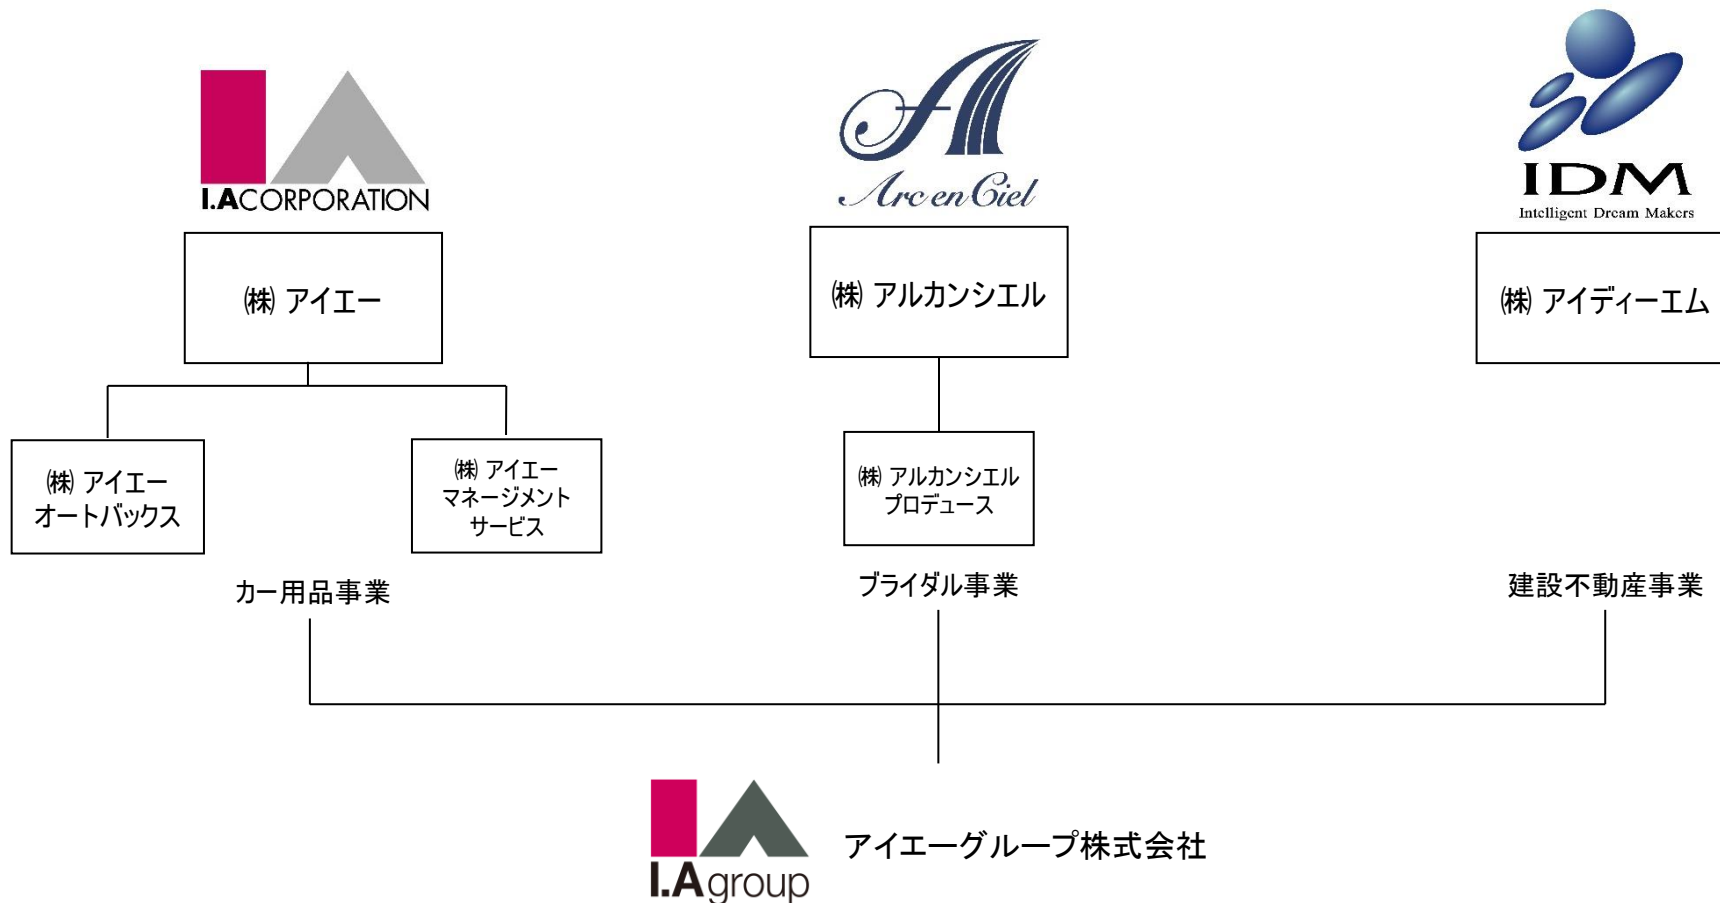 I.A CORPORATION
Arc en Ciel
IDM
Intelligent Dream Makers
㈱ アイエー
㈱ アルカンシエル
㈱ アイディーエム
㈱ アイエー
オートバックス
㈱ アイエー
マネージメント
サービス
㈱ アルカンシエル
プロデュース
カー用品事業
ブライダル事業
建設不動産事業
I.A group
アイエーグループ株式会社